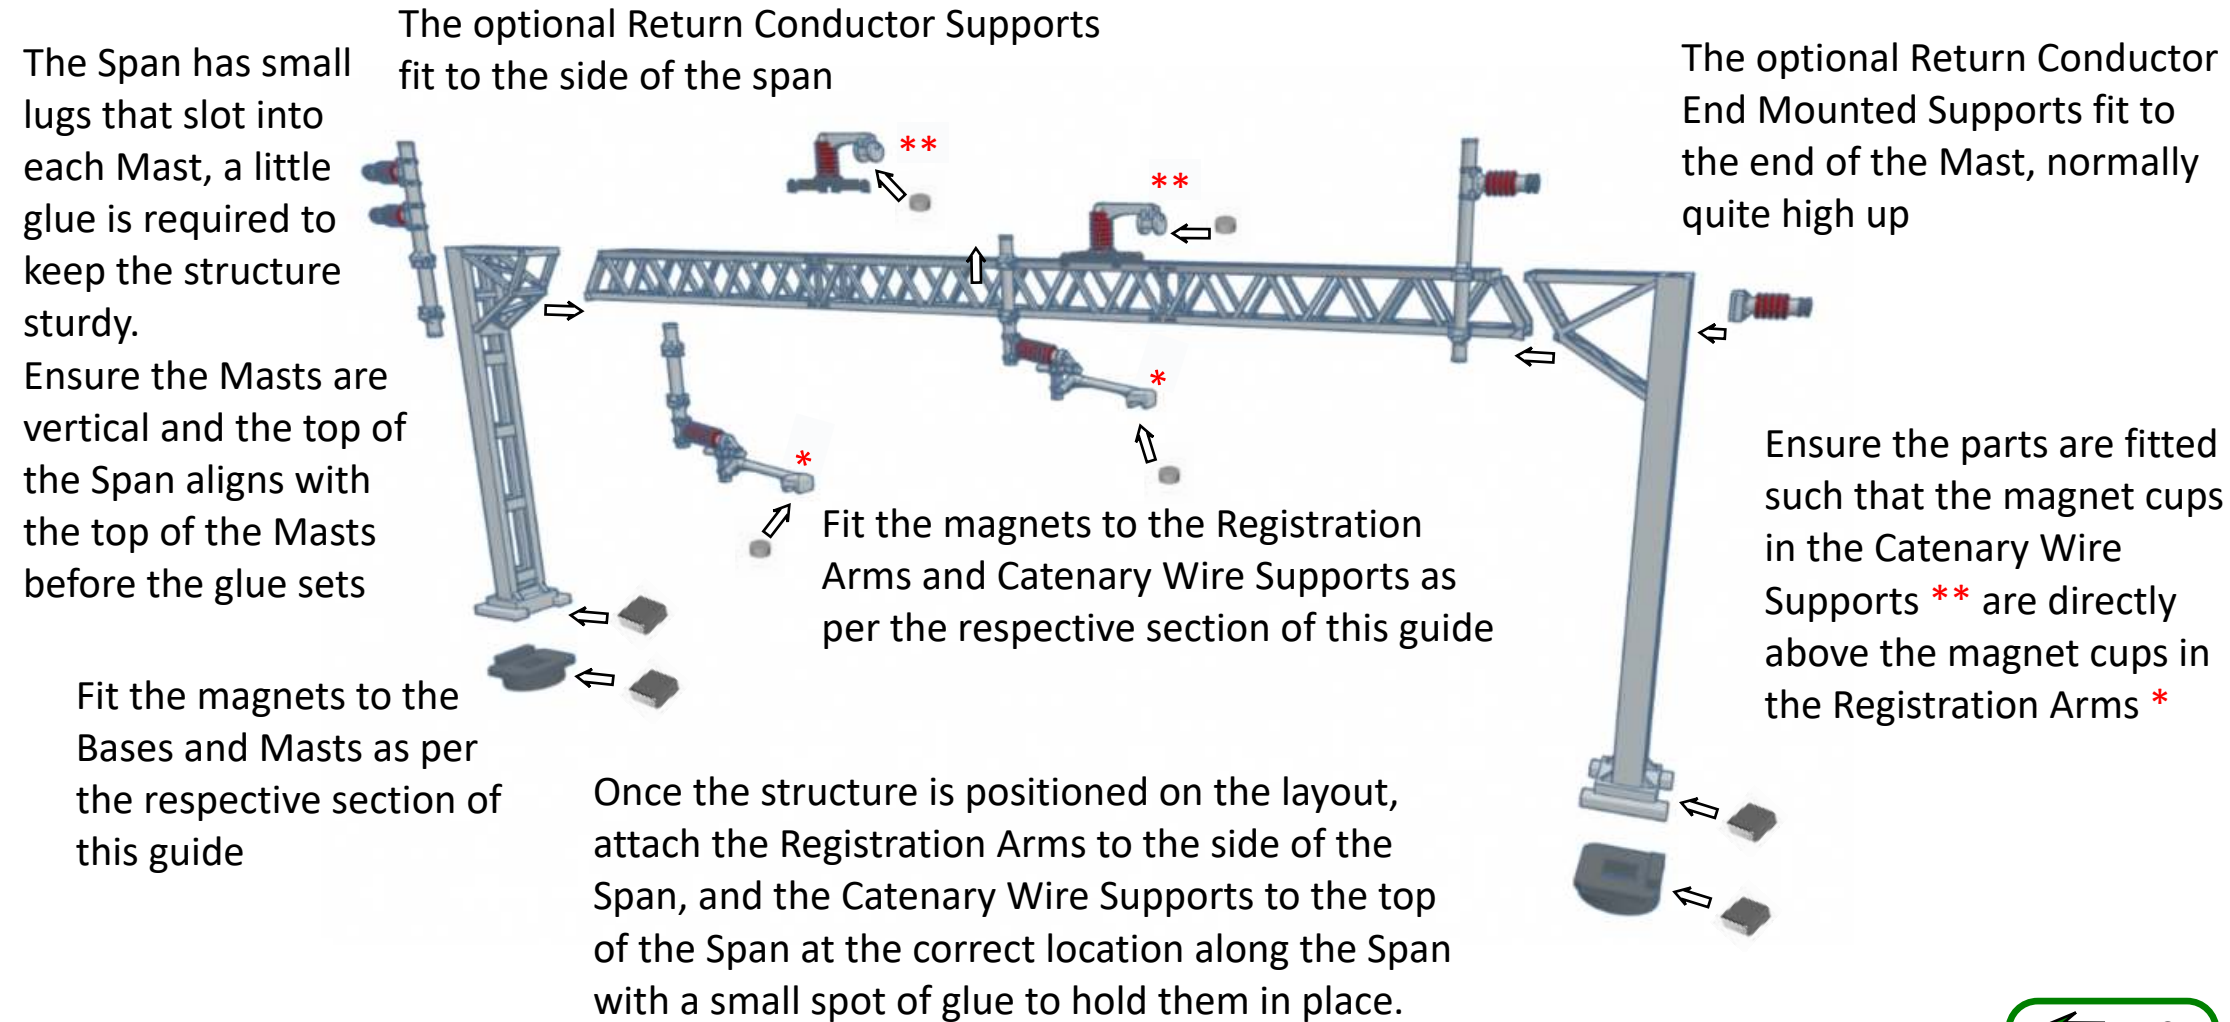 The optional Return Conductor Supports
fit to the side of the span
The Span has small
lugs that slot into
each Mast, a little
glue is required to
keep the structure
sturdy.
Ensure the Masts are
vertical and the top of
the Span aligns with
the top of the Masts
before the glue sets
The optional Return Conductor
End Mounted Supports fit to
the end of the Mast, normally
quite high up
**
**
*
*
Fit the magnets to the Registration
Arms and Catenary Wire Supports as
per the respective section of this guide
Ensure the parts are fitted
such that the magnet cups
in the Catenary Wire
Supports ** are directly
above the magnet cups in
the Registration Arms *
Fit the magnets to the
Bases and Masts as per
the respective section of
this guide
Once the structure is positioned on the layout,
attach the Registration Arms to the side of the
Span, and the Catenary Wire Supports to the top
of the Span at the correct location along the Span
with a small spot of glue to hold them in place.